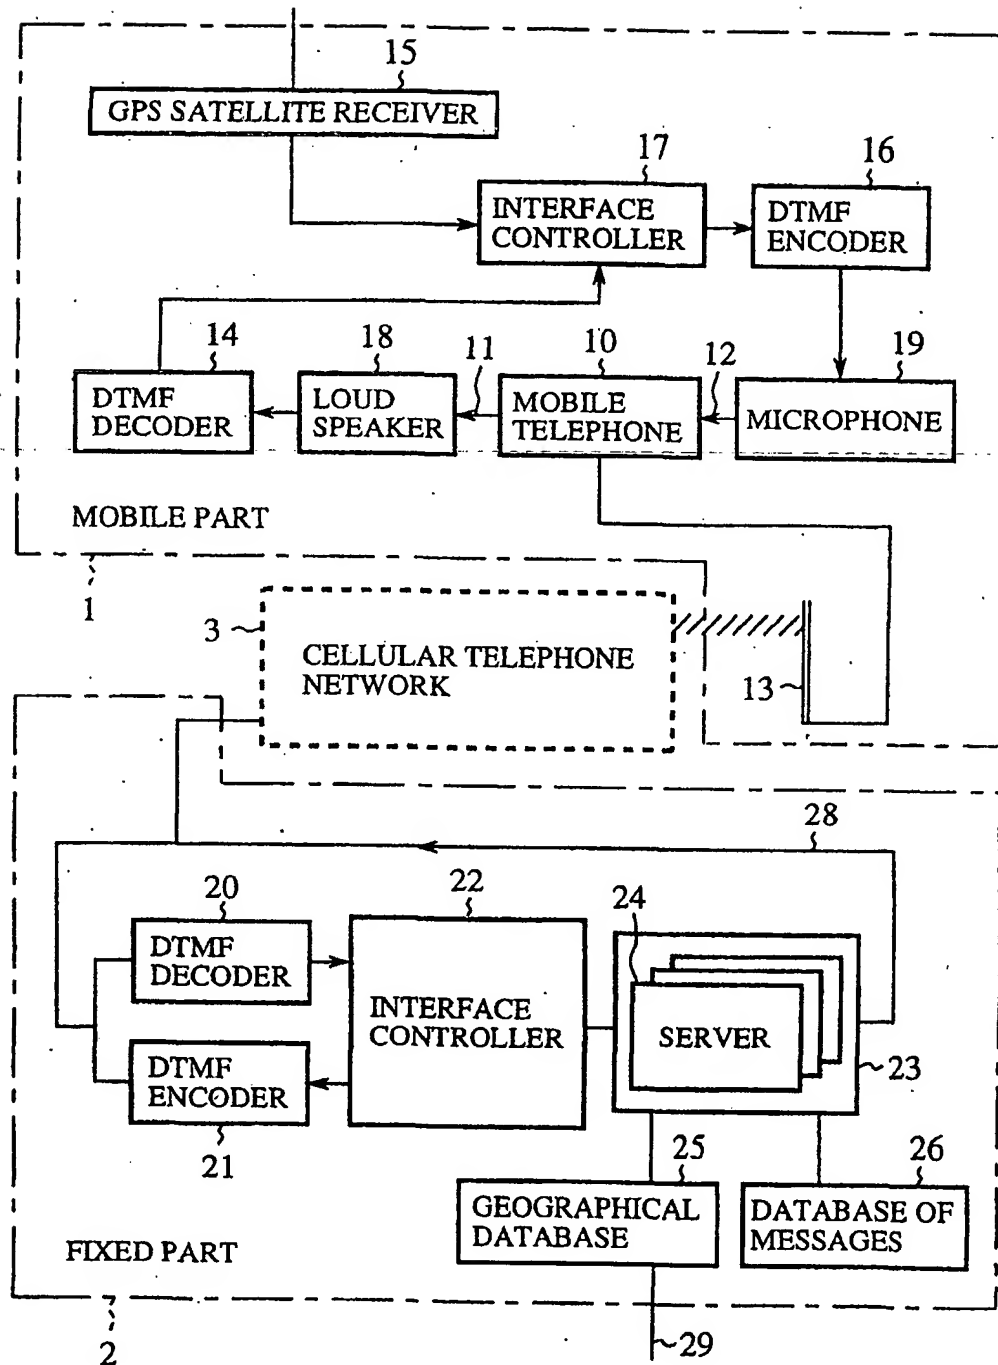 15
GPS SATELLITE RECEIVER
17
16
INTERFACE
CONTROLLER
DTMF
ENCODER
14
18
11
10
12
19
DTMF
DECODER
LOUD
SPEAKER
MOBILE
TELEPHONE
MICROPHONE
MOBILE PART
1
3
CELLULAR TELEPHONE
NETWORK
13
28
20
22
24
DTMF
DECODER
INTERFACE
CONTROLLER
SERVER
DTMF
ENCODER
23
21
25
26
GEOGRAPHICAL
DATABASE
DATABASE OF
MESSAGES
FIXED PART
2
29